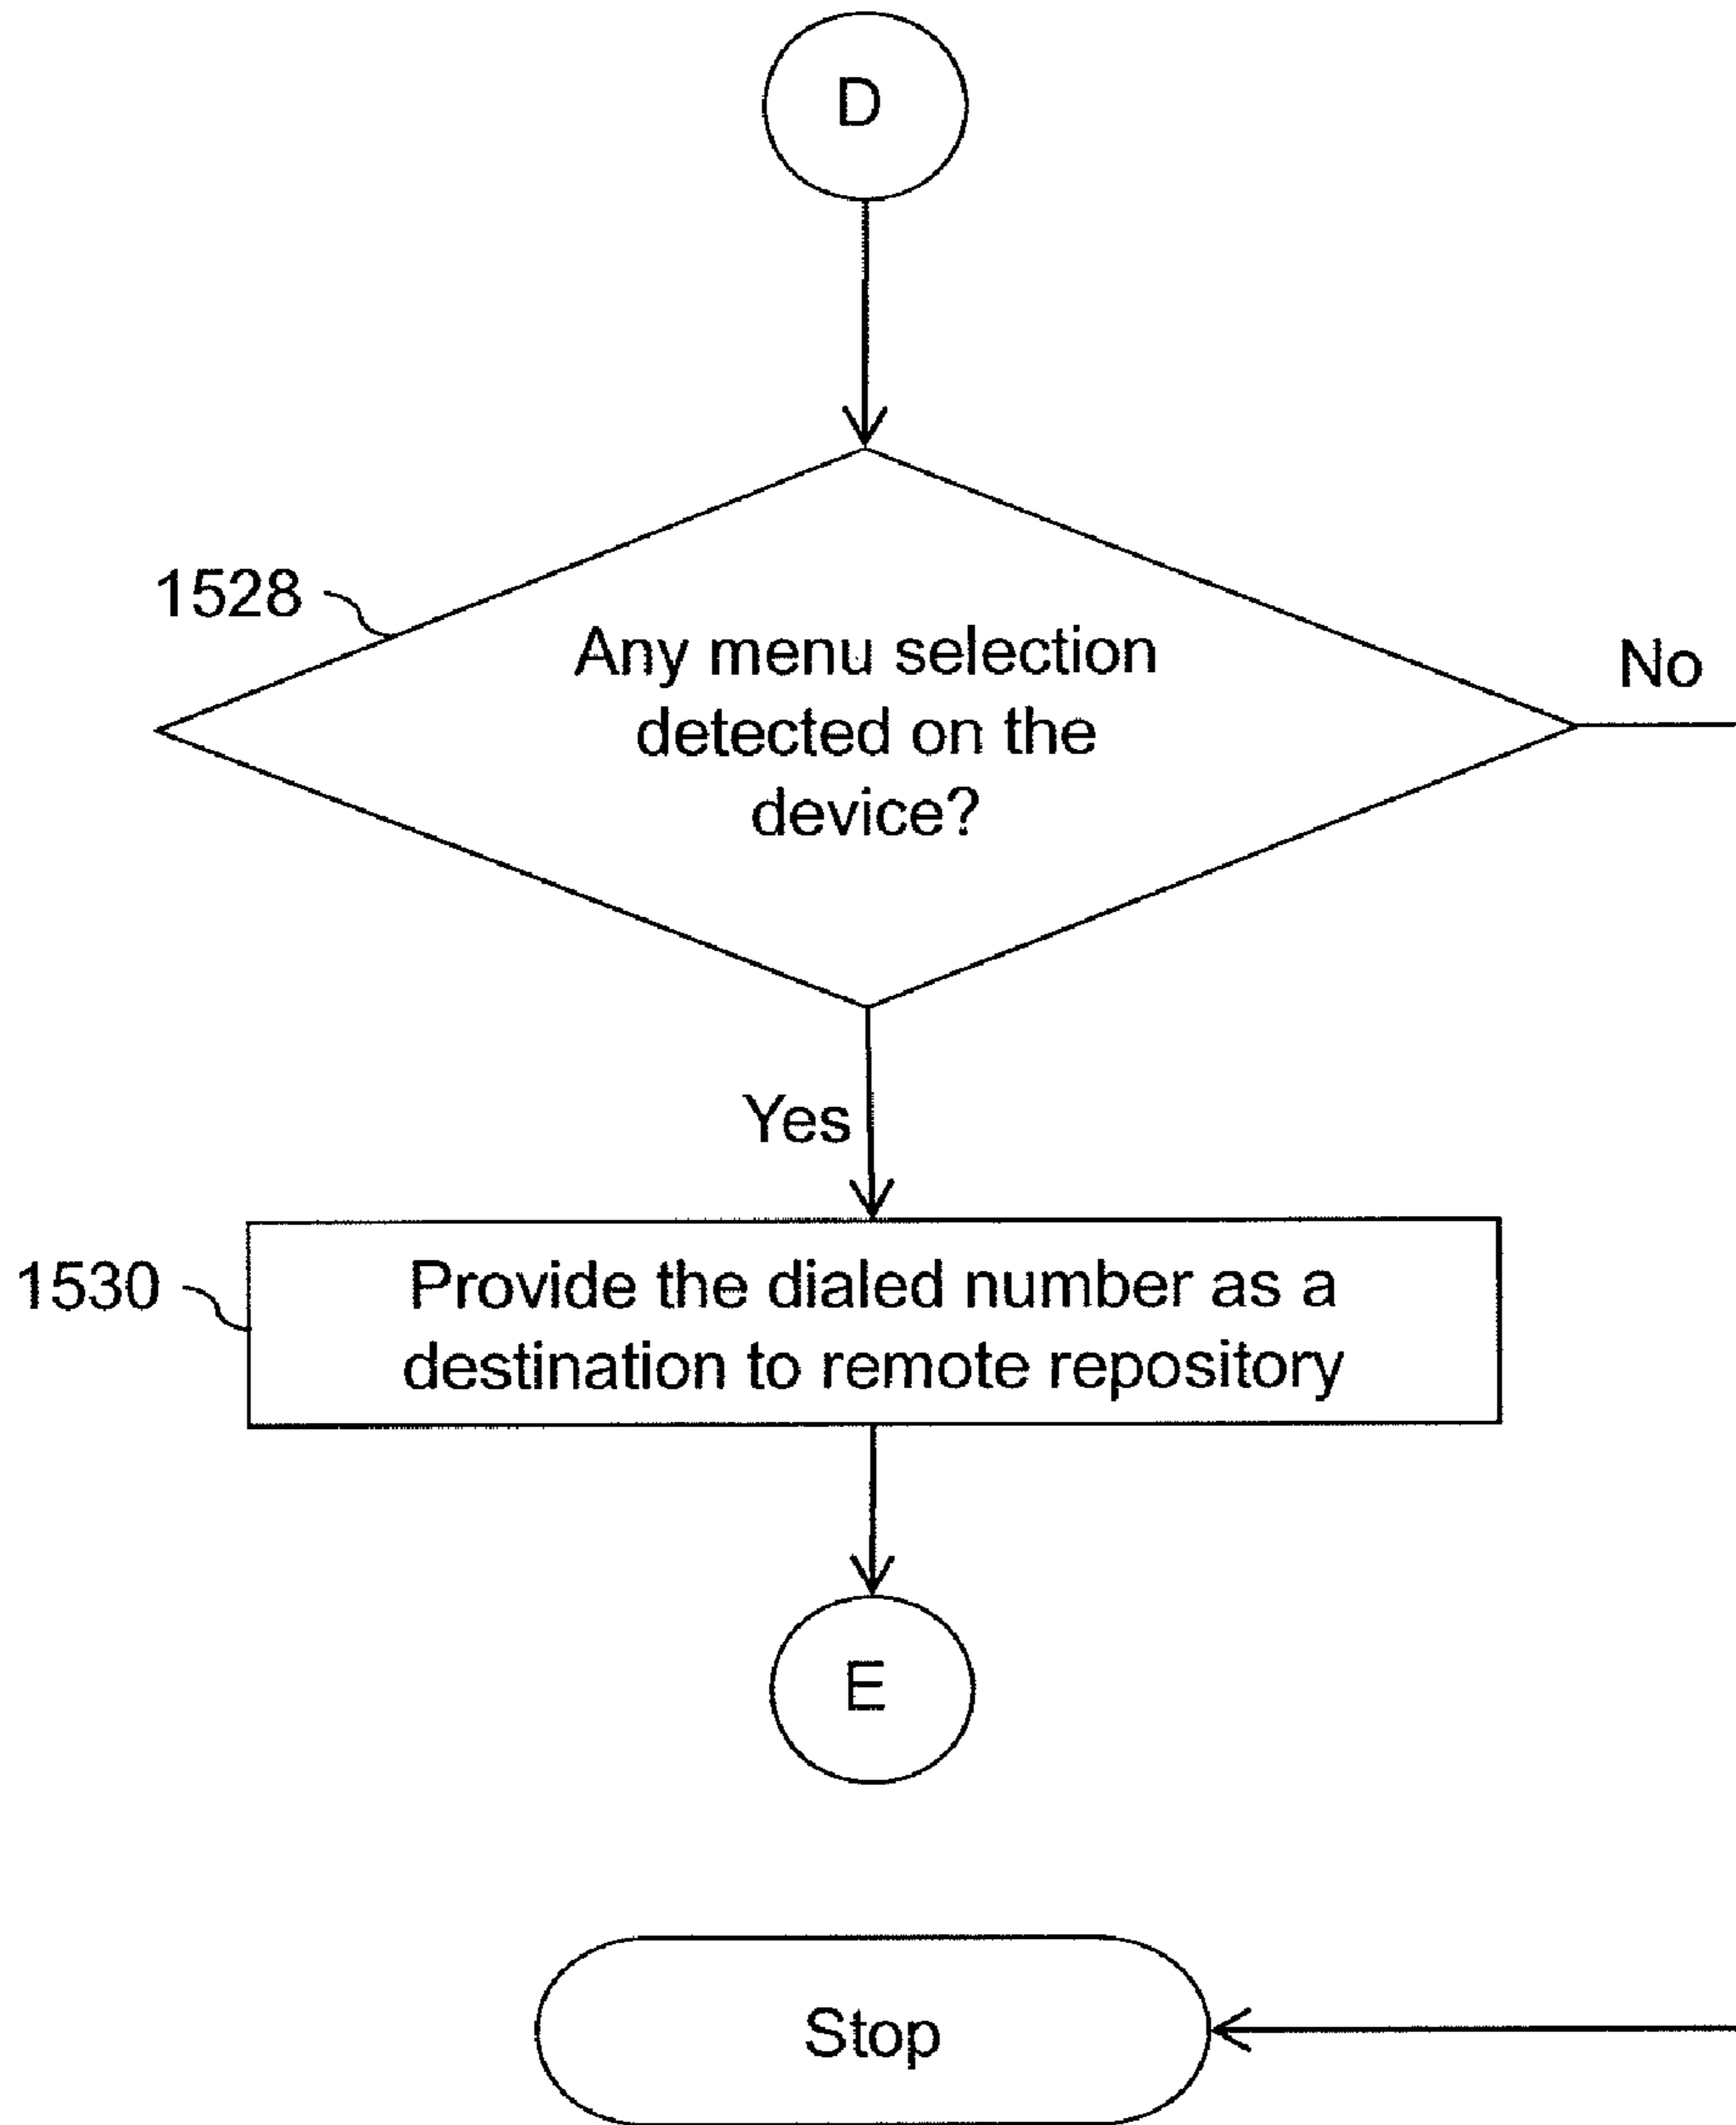 D
1528
Any menu selection
detected on the
device?
No
Yes
1530
Provide the dialed number as a
destination to remote repository
E
Stop